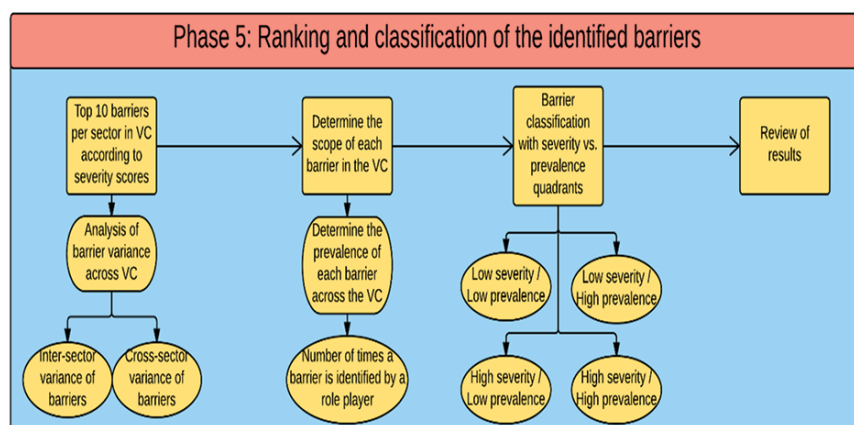 Phase 5: Ranking and classification of the identified barriers
Top 10 barriers
per sector in VC
according to
severity scores
Determine the
scope of each
barrier in the VC
Barrier
classification
with severity vs.
prevalence
quadrants
Review of
results
Analysis of
barrier variance
across VC
Determine the
prevalence of
each barrier
across the VC
Low severity /
Low prevalence
Low severity /
High prevalence
Inter-sector
variance of
barriers
Cross-sector
variance of
barriers
Number of times a
barrier is identified by a
role player
High severity /
Low prevalence
High severity /
High prevalence